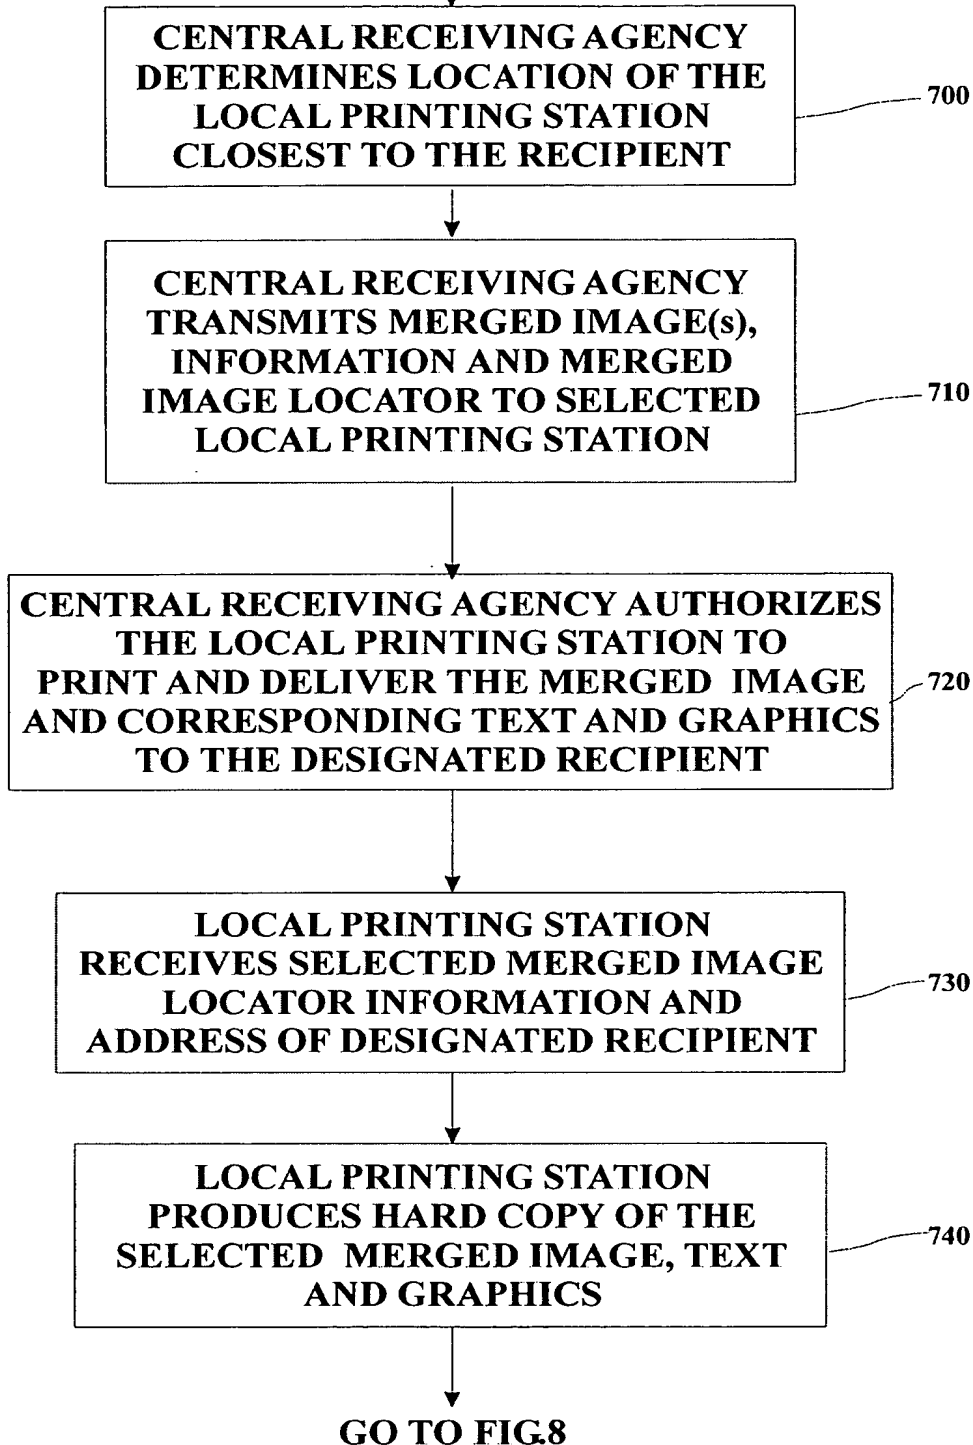 CENTRAL RECEIVING AGENCY
DETERMINES LOCATION OF THE
LOCAL PRINTING STATION
CLOSEST TO THE RECIPIENT
700
CENTRAL RECEIVING AGENCY
TRANSMITS MERGED IMAGE(s),
INFORMATION AND MERGED
IMAGE LOCATOR TO SELECTED
LOCAL PRINTING STATION
710
CENTRAL RECEIVING AGENCY AUTHORIZES
THE LOCAL PRINTING STATION TO
PRINT AND DELIVER THE MERGED IMAGE
AND CORRESPONDING TEXT AND GRAPHICS
TO THE DESIGNATED RECIPIENT
720
LOCAL PRINTING STATION
RECEIVES SELECTED MERGED IMAGE
LOCATOR INFORMATION AND
ADDRESS OF DESIGNATED RECIPIENT
730
LOCAL PRINTING STATION
PRODUCES HARD COPY OF THE
SELECTED MERGED IMAGE, TEXT
AND GRAPHICS
740
GO TO FIG.8